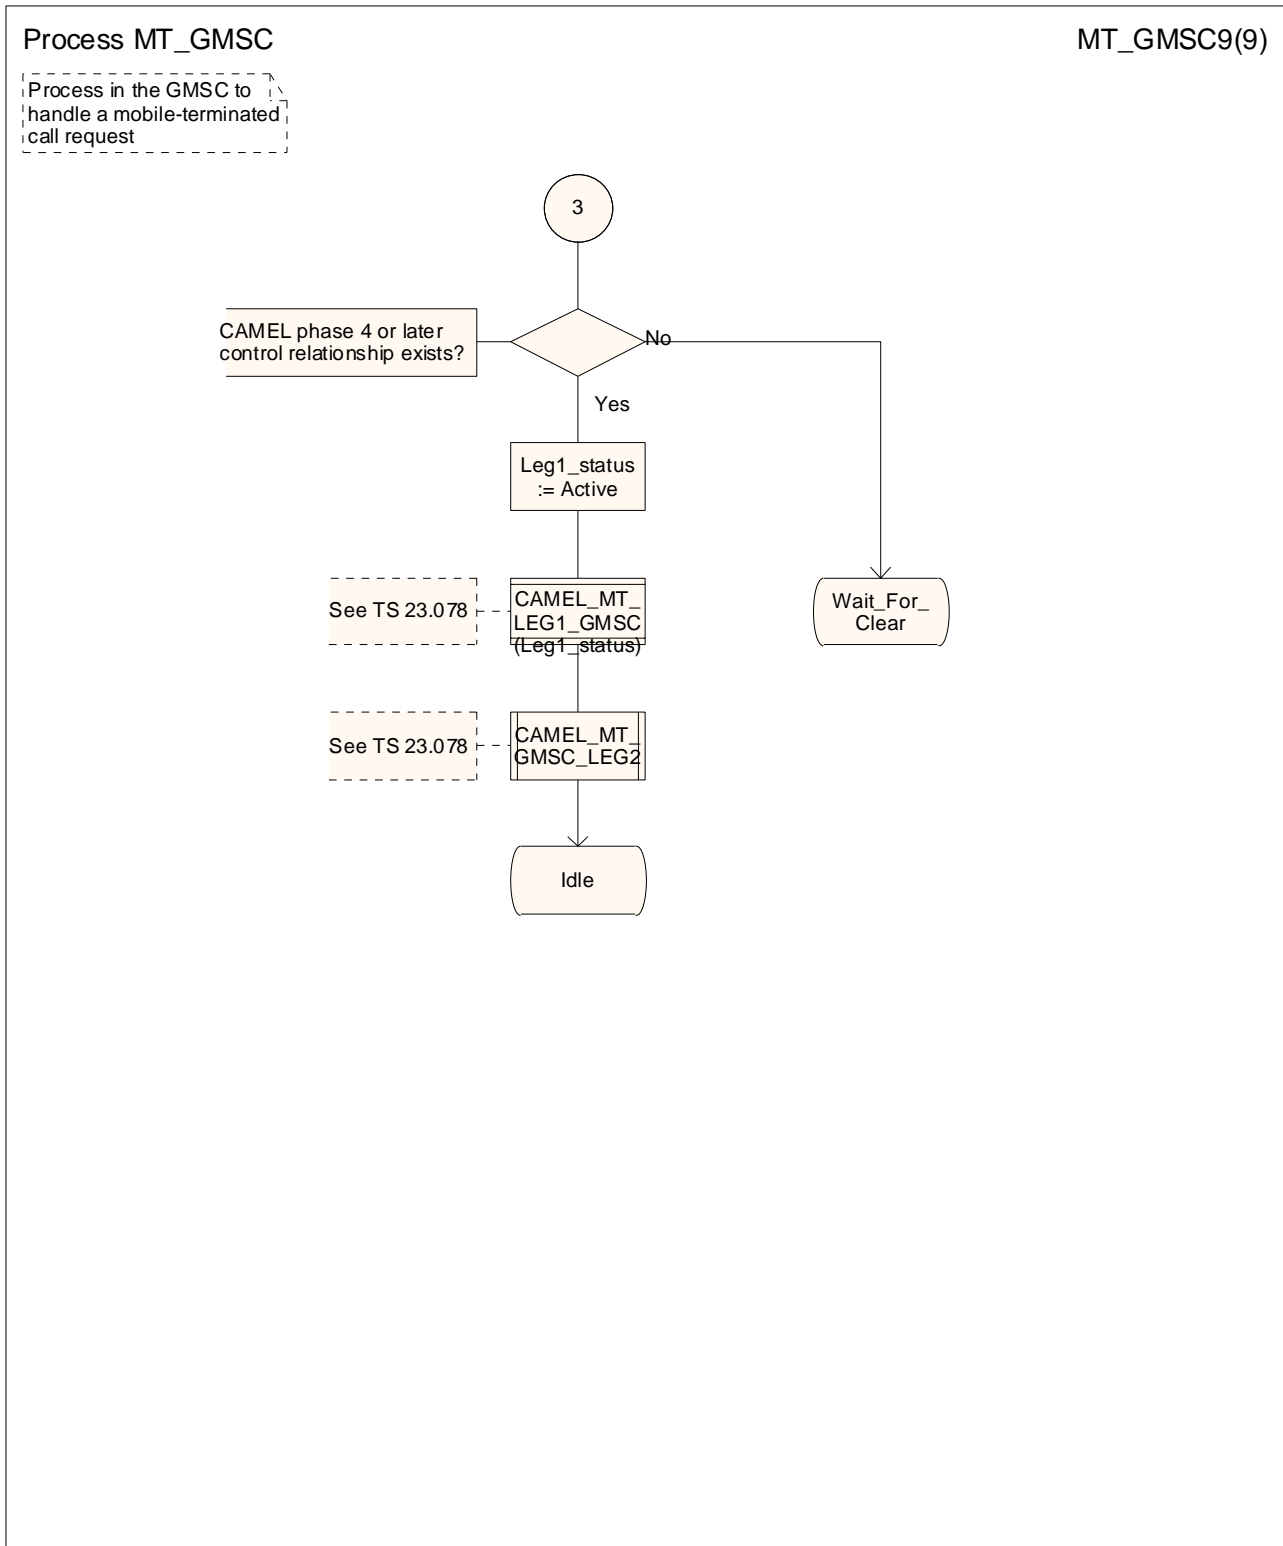 Process MT_GMSC
MT_GMSC9(9)
Process in the GMSC to
handle a mobile-terminated
call request
3
CAMEL phase 4 or later
control relationship exists?
No
Yes
Leg1_status
:= Active
See TS 23.078
CAMEL_MT_
LEG1_GMSC
(Leg1_status)
Wait_For_
Clear
See TS 23.078
CAMEL_MT_
GMSC_LEG2
Idle